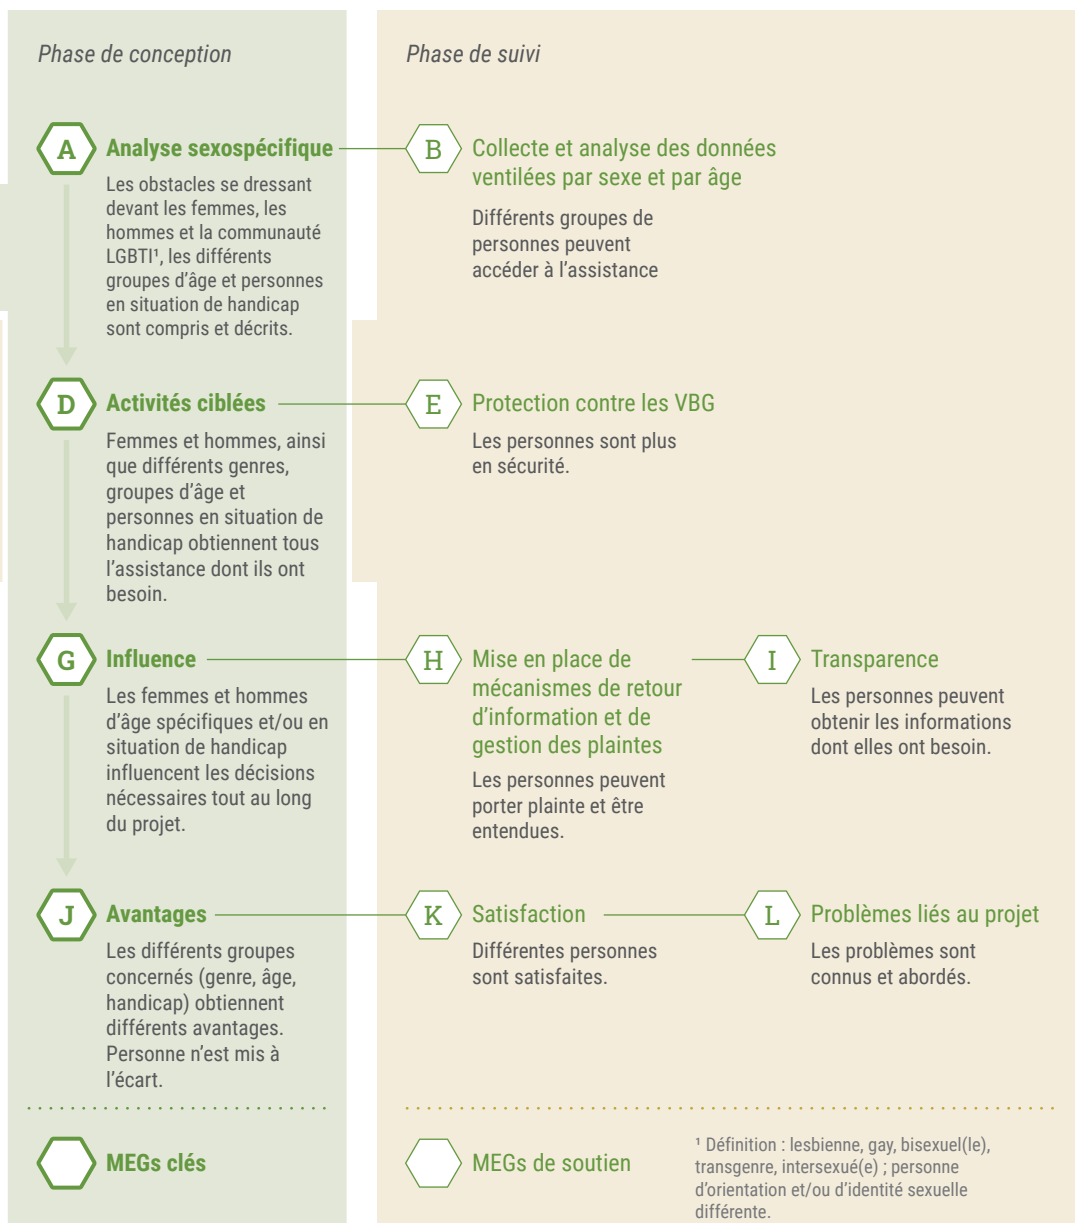 Phase de conception
Phase de suivi
A
Analyse sexospécifique
Les obstacles se dressant
devant les femmes, les
hommes et la communauté
LGBTI¹, les différents
groupes d'âge et personnes
en situation de handicap
sont compris et décrits.
B
Collecte et analyse des données
ventilées par sexe et par âge
Différents groupes de
personnes peuvent
accéder à l'assistance
D
Activités ciblées
Femmes et hommes, ainsi
que différents genres,
groupes d'âge et
personnes en situation de
handicap obtiennent tous
l'assistance dont ils ont
besoin.
E
Protection contre les VBG
Les personnes sont plus
en sécurité.
G
Influence
Les femmes et hommes
d'âge spécifiques et/ou en
situation de handicap
influencent les décisions
nécessaires tout au long
du projet.
H
Mise en place de
mécanismes de retour
d'information et de
gestion des plaintes
Les personnes peuvent
porter plainte et être
entendues.
I
Transparence
Les personnes peuvent
obtenir les informations
dont elles ont besoin.
J
Avantages
Les différents groupes
concernés (genre, âge,
handicap) obtiennent
différents avantages.
Personne n'est mis à
l'écart.
K
Satisfaction
Différentes personnes
sont satisfaites.
L
Problèmes liés au projet
Les problèmes sont
connus et abordés.
MEGs clés
MEGs de soutien
¹ Définition : lesbienne, gay, bisexuel(le),
transgenre, intersexué(e) ; personne
d'orientation et/ou d'identité sexuelle
différente.